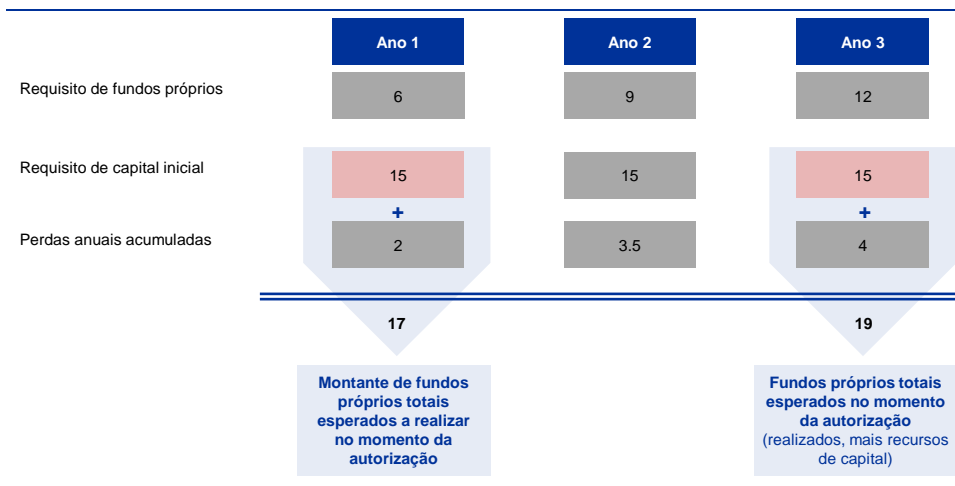 Ano 1 Ano 2 Ano 3
Requisito de fundos próprios 6 9 12
Requisito de capital inicial 15 15 15
+ +
Perdas anuais acumuladas 2 3.5 4
17 19
Montante de fundos
próprios totais
esperados a realizar
no momento da
autorização
Fundos próprios totais
esperados no momento
da autorização
(realizados, mais recursos
de capital)